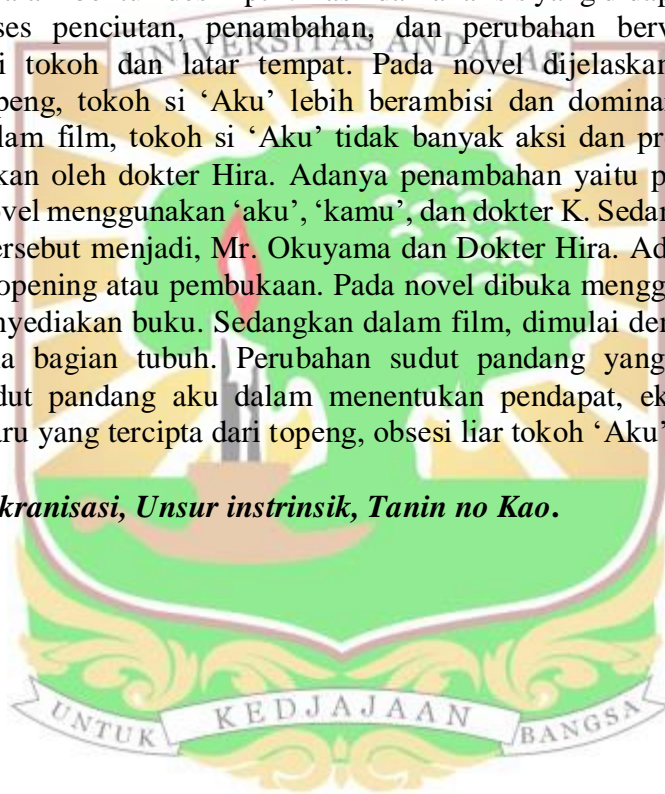 ses penciutan, penambahan, dan perubahan berv
UNIVERSITAS ANDALAS
i tokoh dan latar tempat. Pada novel dijelaskan
peng, tokoh si ‘Aku’ lebih berambisi dan domina
lam film, tokoh si ‘Aku’ tidak banyak aksi dan pr
kan oleh dokter Hira. Adanya penambahan yaitu p
ovel menggunakan ‘aku’, ‘kamu’, dan dokter K. Sedan
ersebut menjadi, Mr. Okuyama dan Dokter Hira. Ad
opening atau pembukaan. Pada novel dibuka mengg
nyediakan buku. Sedangkan dalam film, dimulai der
a bagian tubuh. Perubahan sudut pandang yang
dut pandang aku dalam menentukan pendapat, ek
aru yang tercipta dari topeng, obsesi liar tokoh ‘Aku’
kranisasi, Unsur instrinsik, Tanin no Kao.
UNTUK KEDJAJAAN BANGSA